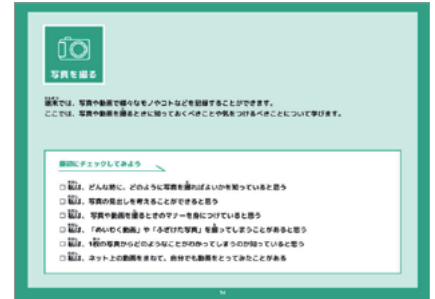 写真を撮る
端末では、写真や動画で様々なモノやコトなどを記録することができます。
ここでは、写真や動画を撮るときに知っておくべきことや気をつけるべきことについて学びます。
最初にチェックしてみよう
□私は、どんな時に、どのように写真を撮ればよいかを知っていると思う
□私は、写真の見出しを考えることができると思う
□私は、写真や動画を撮るときのマナーを身につけていると思う
□私は、「めいわく動画」や「ふざけた写真」を撮ってしまうことがあると思う
□私は、1枚の写真からどのようなことがわかってしまうのか知っていると思う
□私は、ネット上の動画をまねて、自分でも動画をとってみたことがある